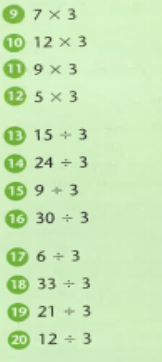 9 7 × 3
10 12 × 3
11 9 × 3
12 5 × 3
13 15 ÷ 3
14 24 ÷ 3
15 9 ÷ 3
16 30 ÷ 3
17 6 ÷ 3
18 33 ÷ 3
19 21 ÷ 3
20 12 ÷ 3